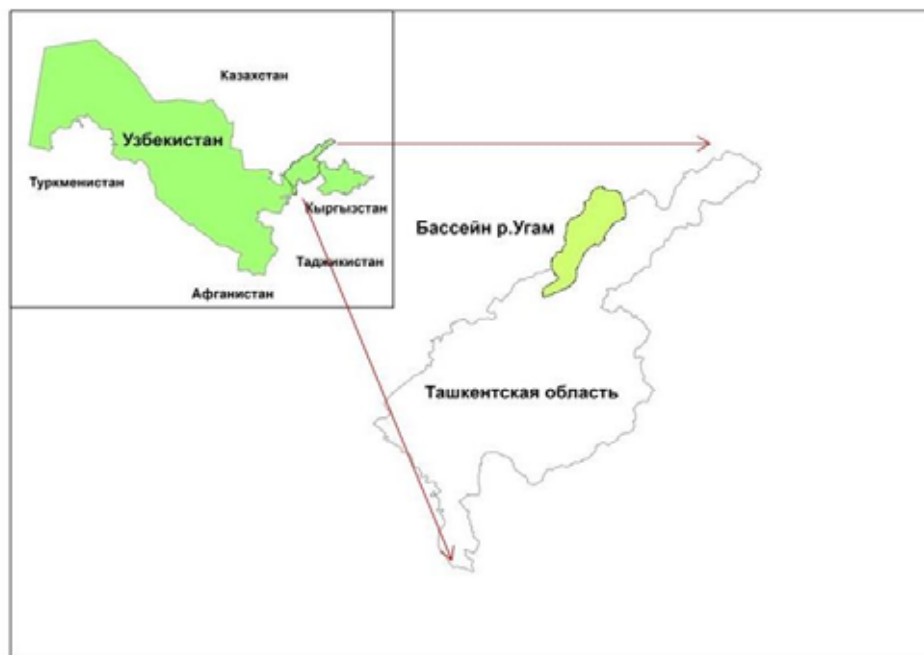 Казахстан
Узбекистан
Туркменистан
Кыргызстан
Таджикистан
Афганистан
Бассейн р.Угам
Ташкентская область